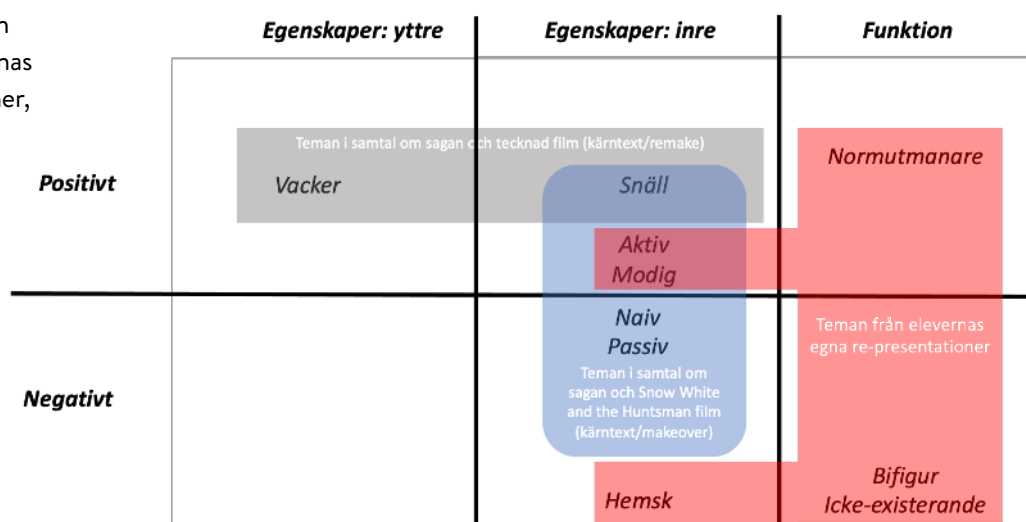 n
nas
er,
Egenskaper: yttre
Egenskaper: inre
Funktion
Positivt
Teman i samtal om sagan och tecknad film (kärntext/remake)
Vacker
Snäll
Normutmanare
Aktiv
Modig
Negativt
Naiv
Passiv
Teman i samtal om
sagan och Snow White
and the Huntsman film
(kärntext/makeover)
Teman från elevernas
egna re-presentationer
Hemsk
Bifigur
Icke-existerande